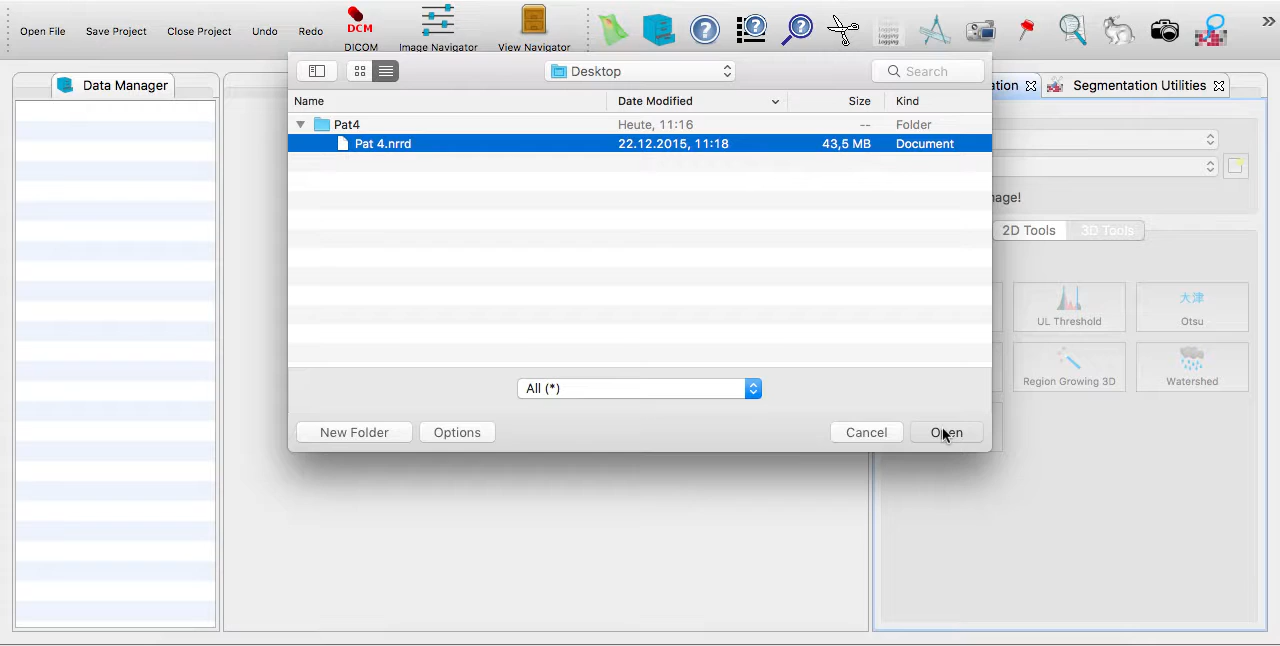 Open File
Save Project
Close Project
Undo
Redo
DCM
DICOM
Image Navigator
View Navigator
Logging
Logging
Logging
»
Data Manager
Desktop
Search
Name
Date Modified
Size
Kind
Pat4
Heute, 11:16
--
Folder
Pat 4.nrrd
22.12.2015, 11:18
43,5 MB
Document
All (*)
New Folder
Options
Cancel
Open
ation
Segmentation Utilities
nage!
2D Tools
3D Tools
UL Threshold
大津
Otsu
Region Growing 3D
Watershed